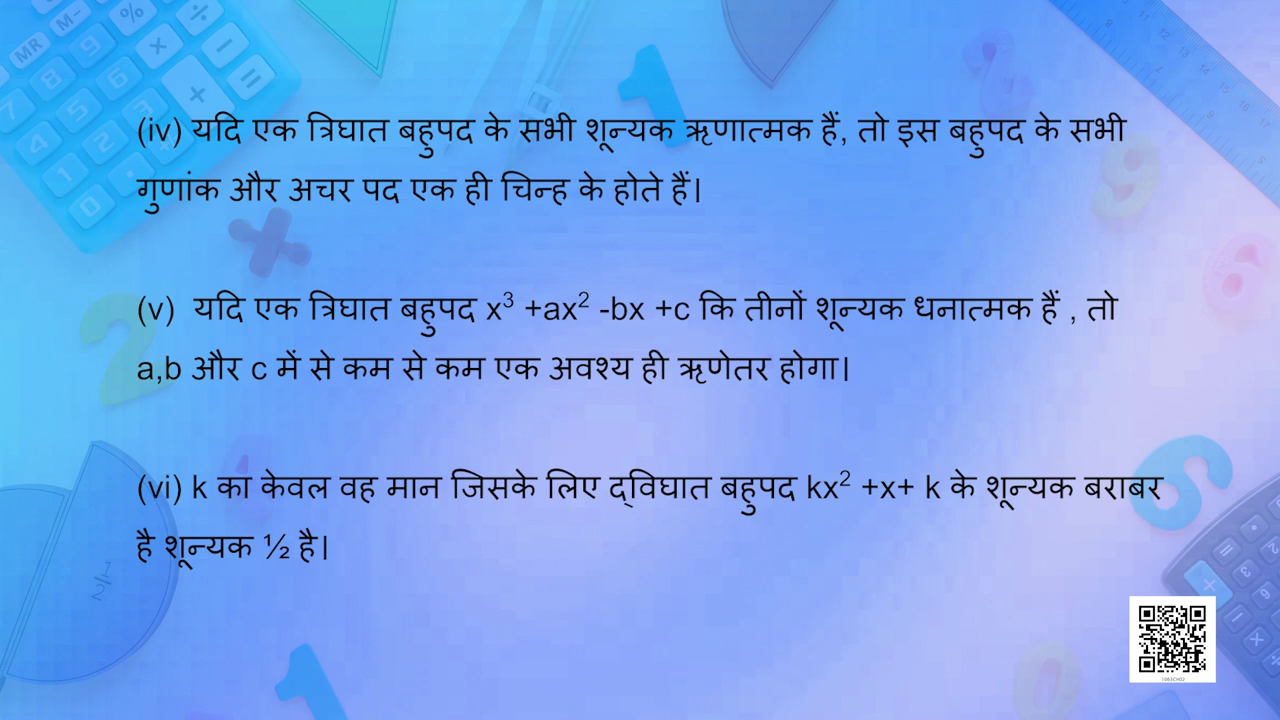 (iv) यदि एक त्रिघात बहुपद के सभी शून्यक ऋणात्मक हैं, तो इस बहुपद के सभी
गुणांक और अचर पद एक ही चिन्ह के होते हैं।
(v) यदि एक त्रिघात बहुपद x³ +ax² -bx +c कि तीनों शून्यक धनात्मक हैं , तो
a,b और c में से कम से कम एक अवश्य ही ऋणेतर होगा।
(vi) k का केवल वह मान जिसके लिए द्विघात बहुपद kx² +x+ k के शून्यक बराबर
है शून्यक ½ है।
1063CH02